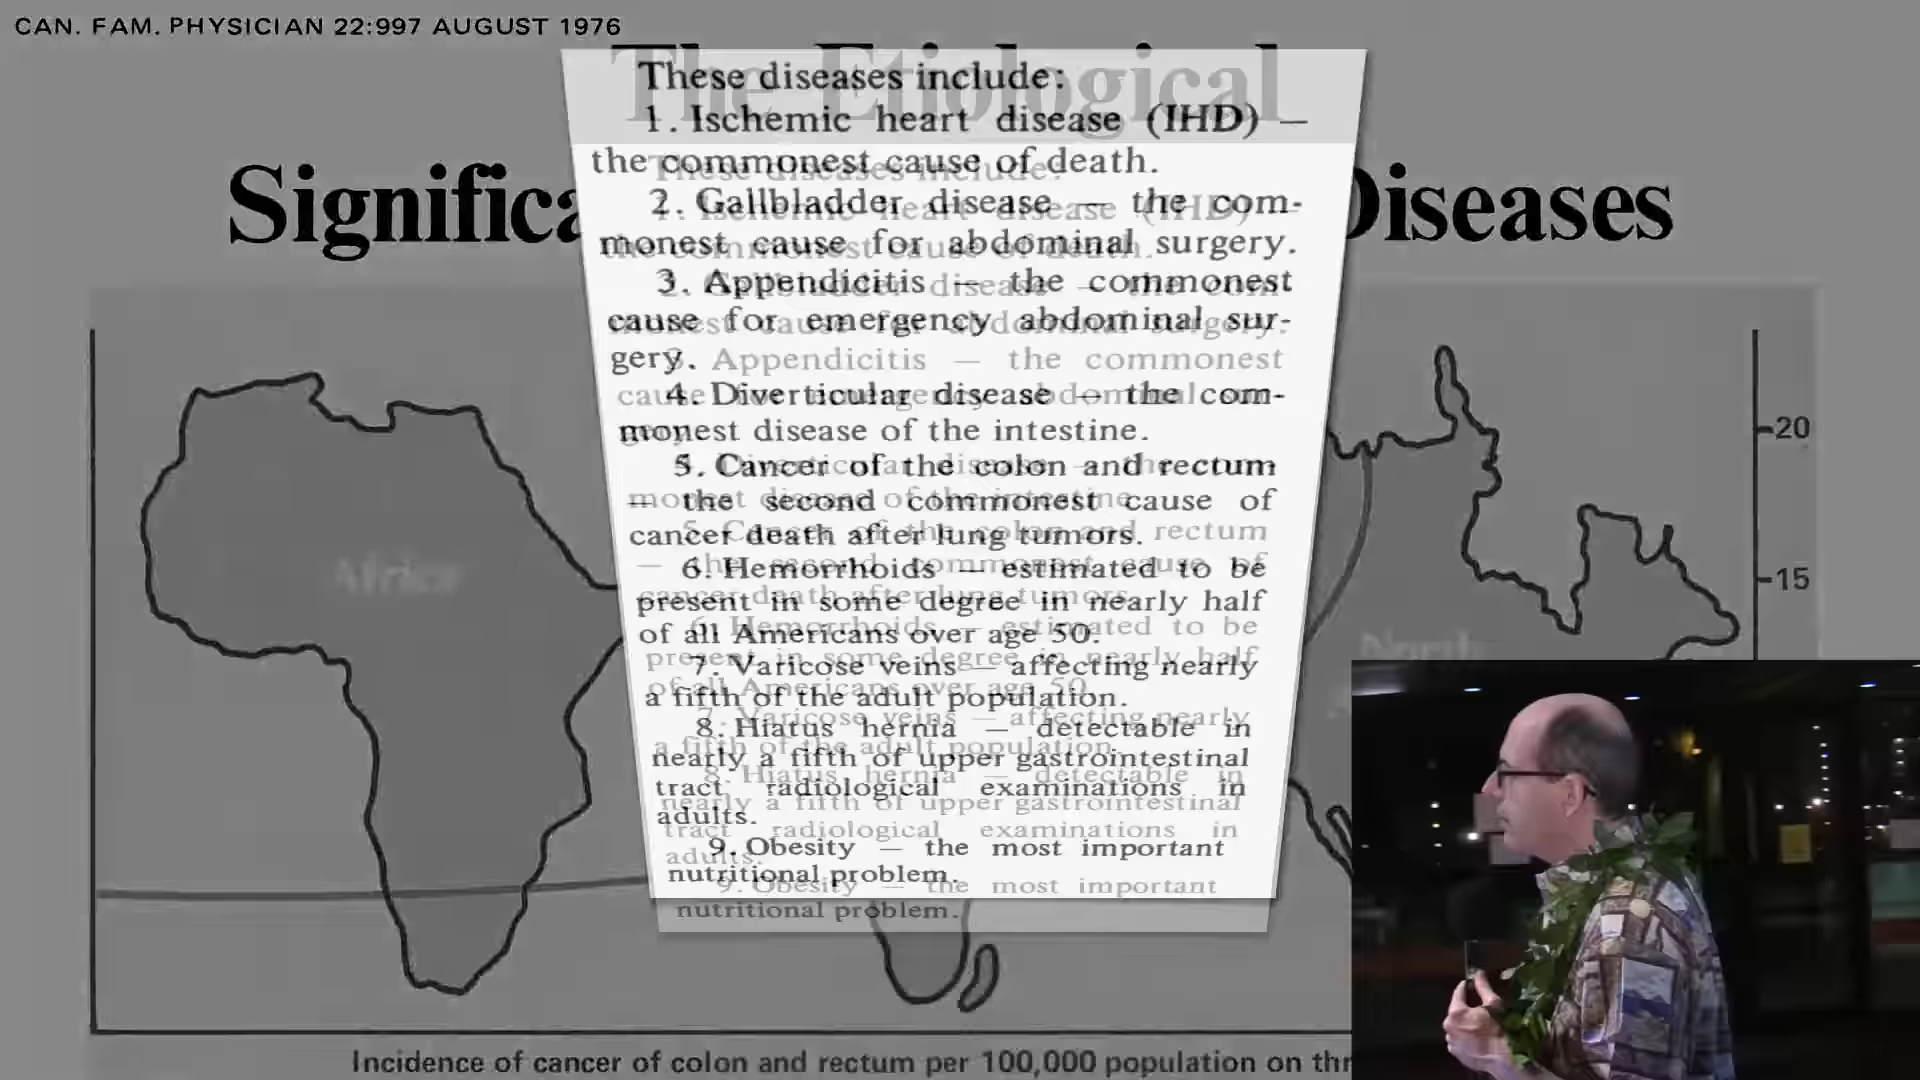 CAN. FAM. PHYSICIAN 22:997 AUGUST 1976
The Etiological
Significa
Diseases
These diseases include:
1. Ischemic heart disease (IHD) —
the commonest cause of death.
2. Gallbladder disease — the com-
monest cause for abdominal surgery.
3. Appendicitis — the commonest
cause for emergency abdominal sur-
gery.
4. Diverticular disease — the com-
monest disease of the intestine.
5. Cancer of the colon and rectum
— the second commonest cause of
cancer death after lung tumors.
6. Hemorrhoids — estimated to be
present in some degree in nearly half
of all Americans over age 50.
7. Varicose veins — affecting nearly
a fifth of the adult population.
8. Hiatus hernia — detectable in
nearly a fifth of upper gastrointestinal
tract radiological examinations in
adults.
9. Obesity — the most important
nutritional problem.
Africa
North
20
15
Incidence of cancer of colon and rectum per 100,000 population on thr